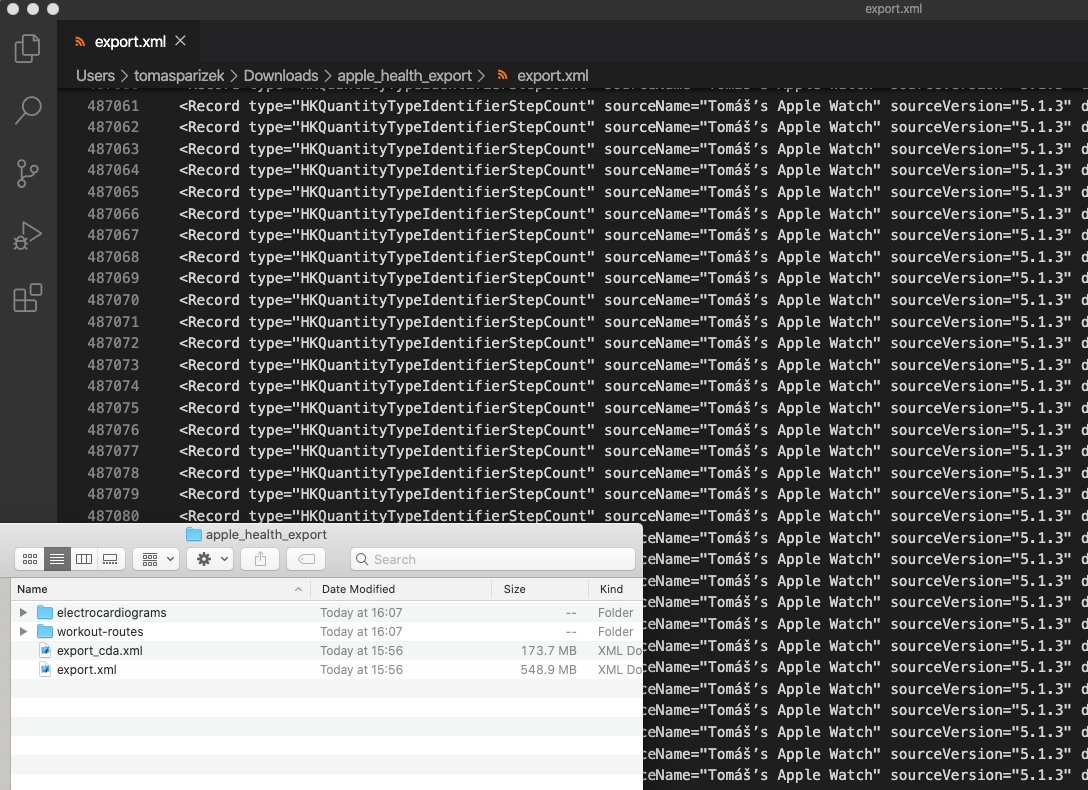 export.xml
export.xml
Users > tomasparizek > Downloads > apple_health_export > export.xml
487061 <Record type="HKQuantityTypeIdentifierStepCount" sourceName="Tomáš’s Apple Watch" sourceVersion="5.1.3" d
487062 <Record type="HKQuantityTypeIdentifierStepCount" sourceName="Tomáš’s Apple Watch" sourceVersion="5.1.3" d
487063 <Record type="HKQuantityTypeIdentifierStepCount" sourceName="Tomáš’s Apple Watch" sourceVersion="5.1.3" d
487064 <Record type="HKQuantityTypeIdentifierStepCount" sourceName="Tomáš’s Apple Watch" sourceVersion="5.1.3" d
487065 <Record type="HKQuantityTypeIdentifierStepCount" sourceName="Tomáš’s Apple Watch" sourceVersion="5.1.3" d
487066 <Record type="HKQuantityTypeIdentifierStepCount" sourceName="Tomáš’s Apple Watch" sourceVersion="5.1.3" d
487067 <Record type="HKQuantityTypeIdentifierStepCount" sourceName="Tomáš’s Apple Watch" sourceVersion="5.1.3" d
487068 <Record type="HKQuantityTypeIdentifierStepCount" sourceName="Tomáš’s Apple Watch" sourceVersion="5.1.3" d
487069 <Record type="HKQuantityTypeIdentifierStepCount" sourceName="Tomáš’s Apple Watch" sourceVersion="5.1.3" d
487070 <Record type="HKQuantityTypeIdentifierStepCount" sourceName="Tomáš’s Apple Watch" sourceVersion="5.1.3" d
487071 <Record type="HKQuantityTypeIdentifierStepCount" sourceName="Tomáš’s Apple Watch" sourceVersion="5.1.3" d
487072 <Record type="HKQuantityTypeIdentifierStepCount" sourceName="Tomáš’s Apple Watch" sourceVersion="5.1.3" d
487073 <Record type="HKQuantityTypeIdentifierStepCount" sourceName="Tomáš’s Apple Watch" sourceVersion="5.1.3" d
487074 <Record type="HKQuantityTypeIdentifierStepCount" sourceName="Tomáš’s Apple Watch" sourceVersion="5.1.3" d
487075 <Record type="HKQuantityTypeIdentifierStepCount" sourceName="Tomáš’s Apple Watch" sourceVersion="5.1.3" d
487076 <Record type="HKQuantityTypeIdentifierStepCount" sourceName="Tomáš’s Apple Watch" sourceVersion="5.1.3" d
487077 <Record type="HKQuantityTypeIdentifierStepCount" sourceName="Tomáš’s Apple Watch" sourceVersion="5.1.3" d
487078 <Record type="HKQuantityTypeIdentifierStepCount" sourceName="Tomáš’s Apple Watch" sourceVersion="5.1.3" d
487079 <Record type="HKQuantityTypeIdentifierStepCount" sourceName="Tomáš’s Apple Watch" sourceVersion="5.1.3" d
487080 <Record type="HKQuantityTypeIdentifierStepCount" sourceName="Tomáš’s Apple Watch" sourceVersion="5.1.3" d
ceName="Tomáš’s Apple Watch" sourceVersion="5.1.3" d
ceName="Tomáš’s Apple Watch" sourceVersion="5.1.3" d
ceName="Tomáš’s Apple Watch" sourceVersion="5.1.3" d
ceName="Tomáš’s Apple Watch" sourceVersion="5.1.3" d
ceName="Tomáš’s Apple Watch" sourceVersion="5.1.3" d
ceName="Tomáš’s Apple Watch" sourceVersion="5.1.3" d
ceName="Tomáš’s Apple Watch" sourceVersion="5.1.3" d
ceName="Tomáš’s Apple Watch" sourceVersion="5.1.3" d
ceName="Tomáš’s Apple Watch" sourceVersion="5.1.3" d
ceName="Tomáš’s Apple Watch" sourceVersion="5.1.3" d
ceName="Tomáš’s Apple Watch" sourceVersion="5.1.3" d
ceName="Tomáš’s Apple Watch" sourceVersion="5.1.3" d
apple_health_export
Search
Name Date Modified Size Kind
electrocardiograms Today at 16:07 -- Folder
workout-routes Today at 16:07 -- Folder
export_cda.xml Today at 15:56 173.7 MB XML Do
export.xml Today at 15:56 548.9 MB XML Do